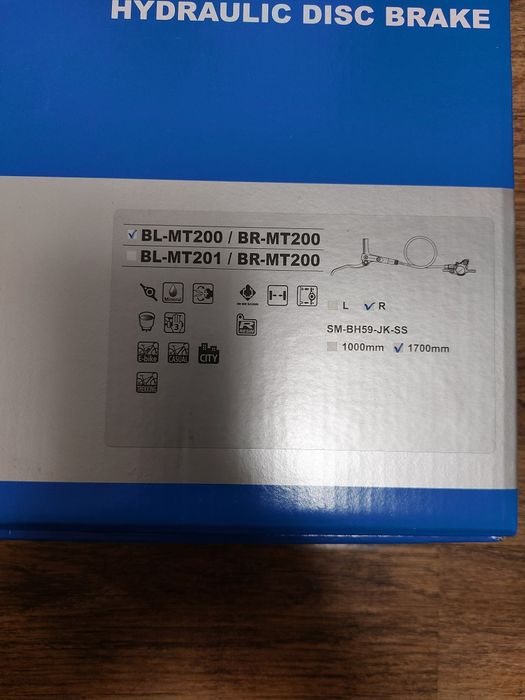 HYDRAULIC DISC BRAKE
BL-MT200 / BR-MT200
BL-MT201 / BR-MT200
Mineral
L R
SM-BH59-JK-SS
1000mm 1700mm
E-bike CASUAL CITY
TREKKING